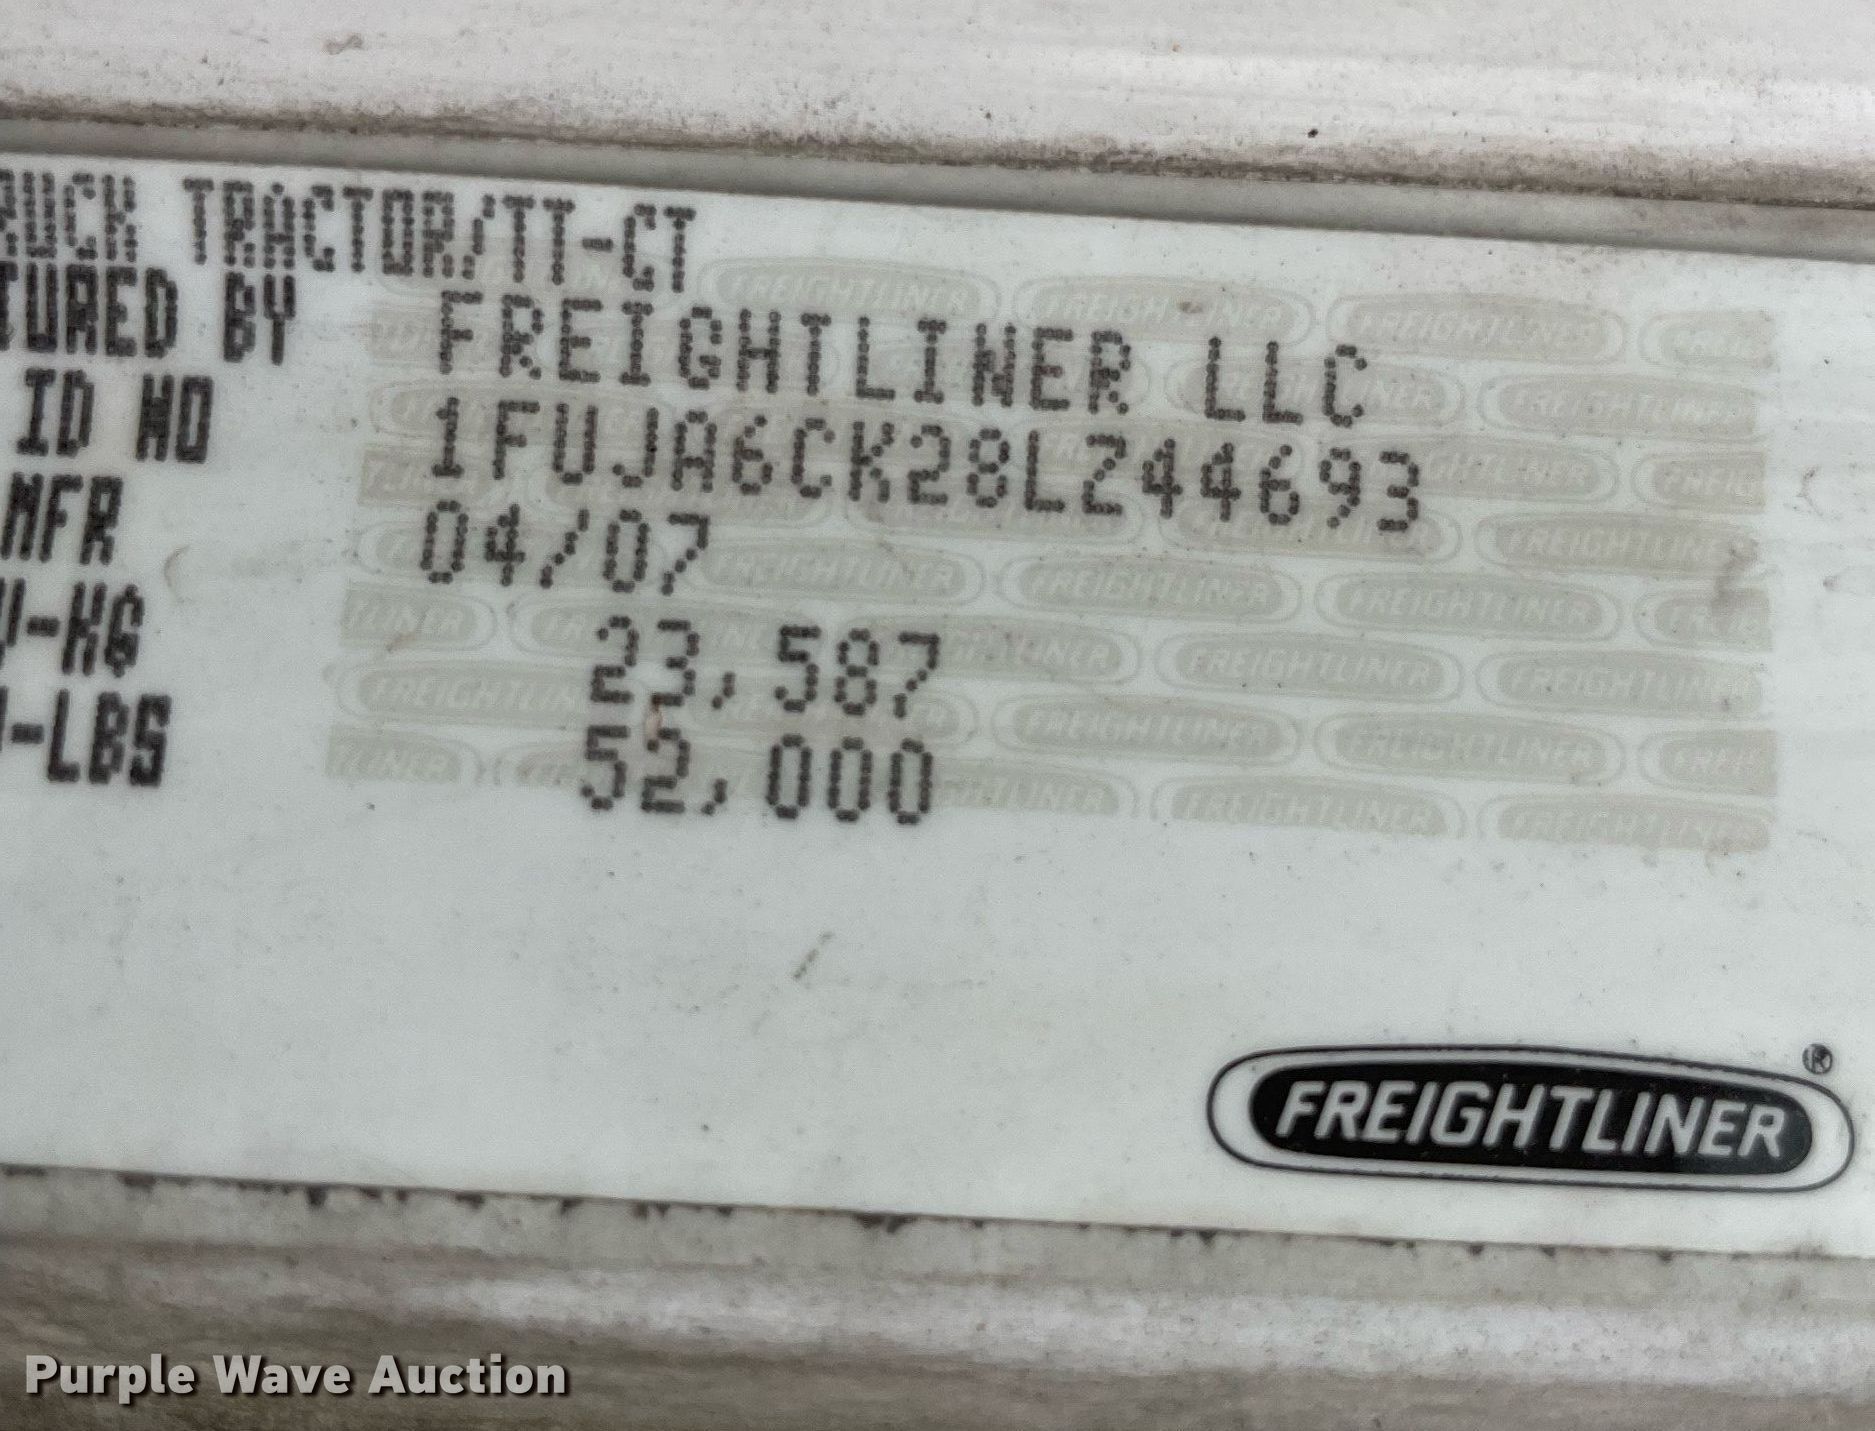 RUCK TRACTOR/TT-CT
TURED BY FREIGHTLINER LLC
ID NO 1FUJA6CK28LZ44693
MFR 04/07
-KG 23,587
-LBS 52,000
FREIGHTLINER®
Purple Wave Auction